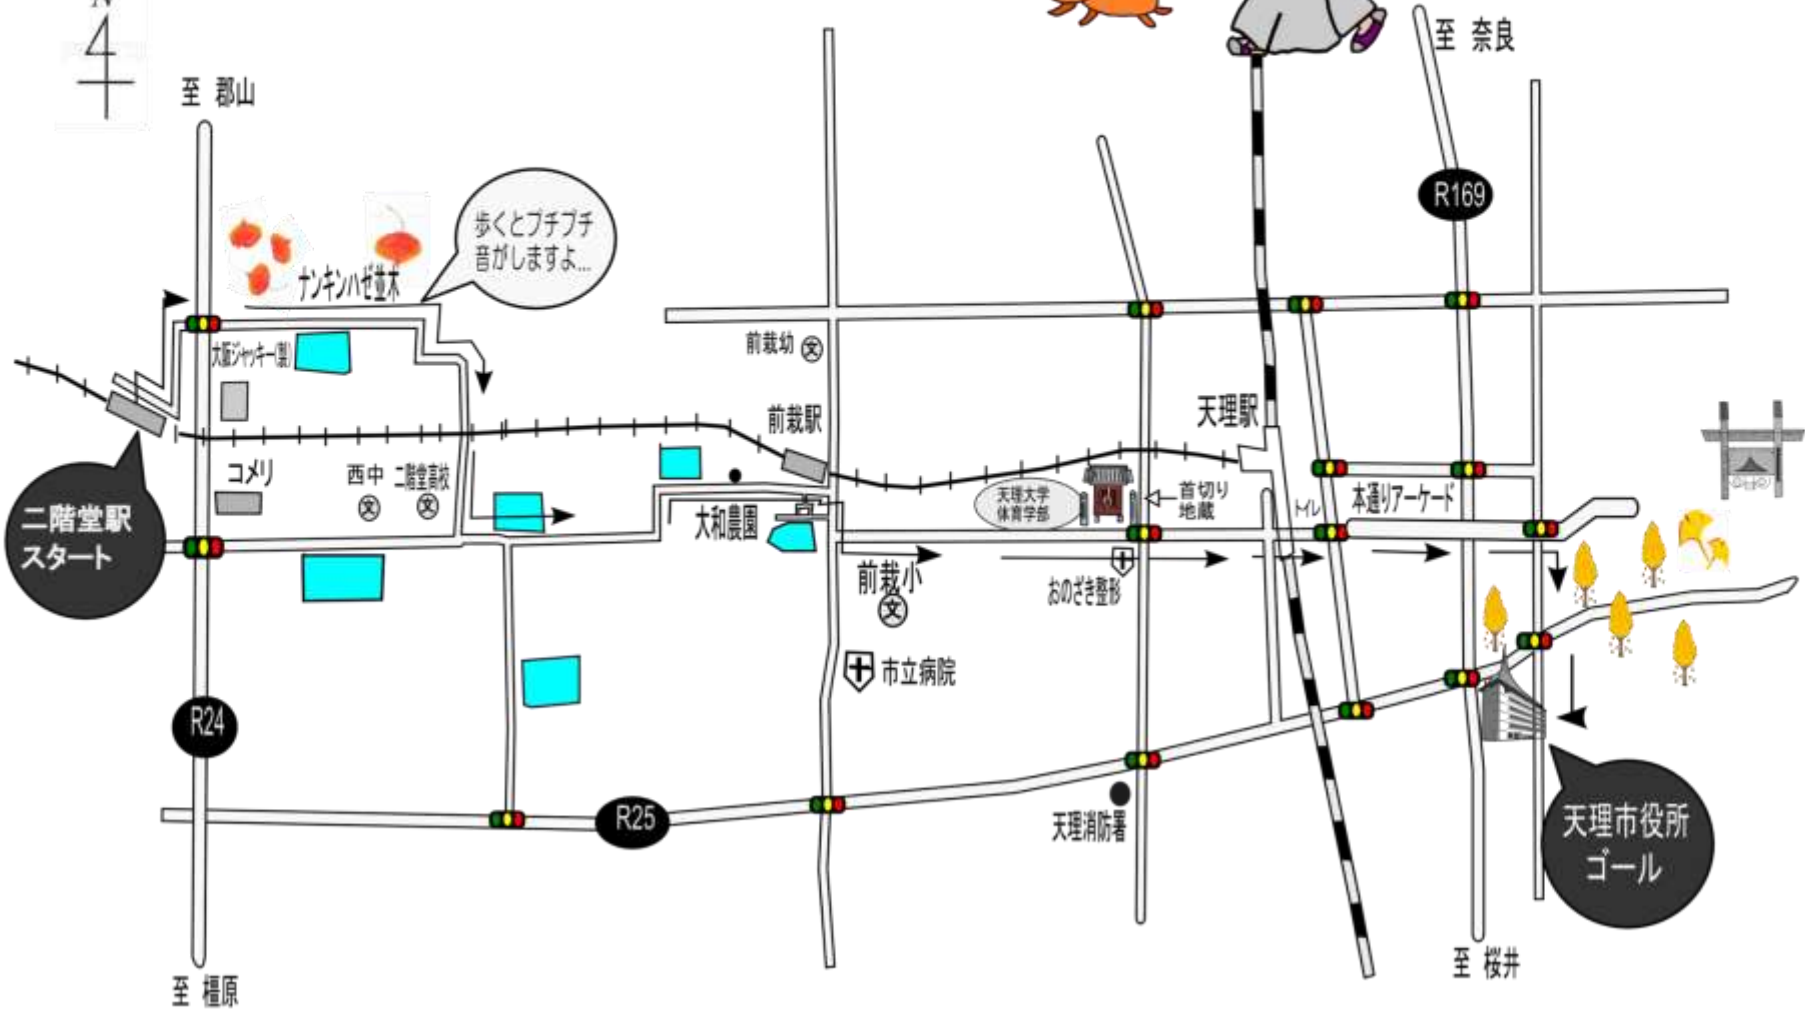 N
至 奈良
至 郡山
R169
歩くとプチプチ
音がしますよ...
ナンキンハゼ並木
大阪ジャッキー(製)
前栽幼 文
前栽駅
天理駅
コメリ
西中
文
二階堂高校
文
二階堂駅
スタート
大和農園
天理大学
体育学部
首切り
地蔵
トイレ
本通りアーケード
前栽小
文
おのざき整形
市立病院
R24
R25
天理消防署
天理市役所
ゴール
至 橿原
至 桜井